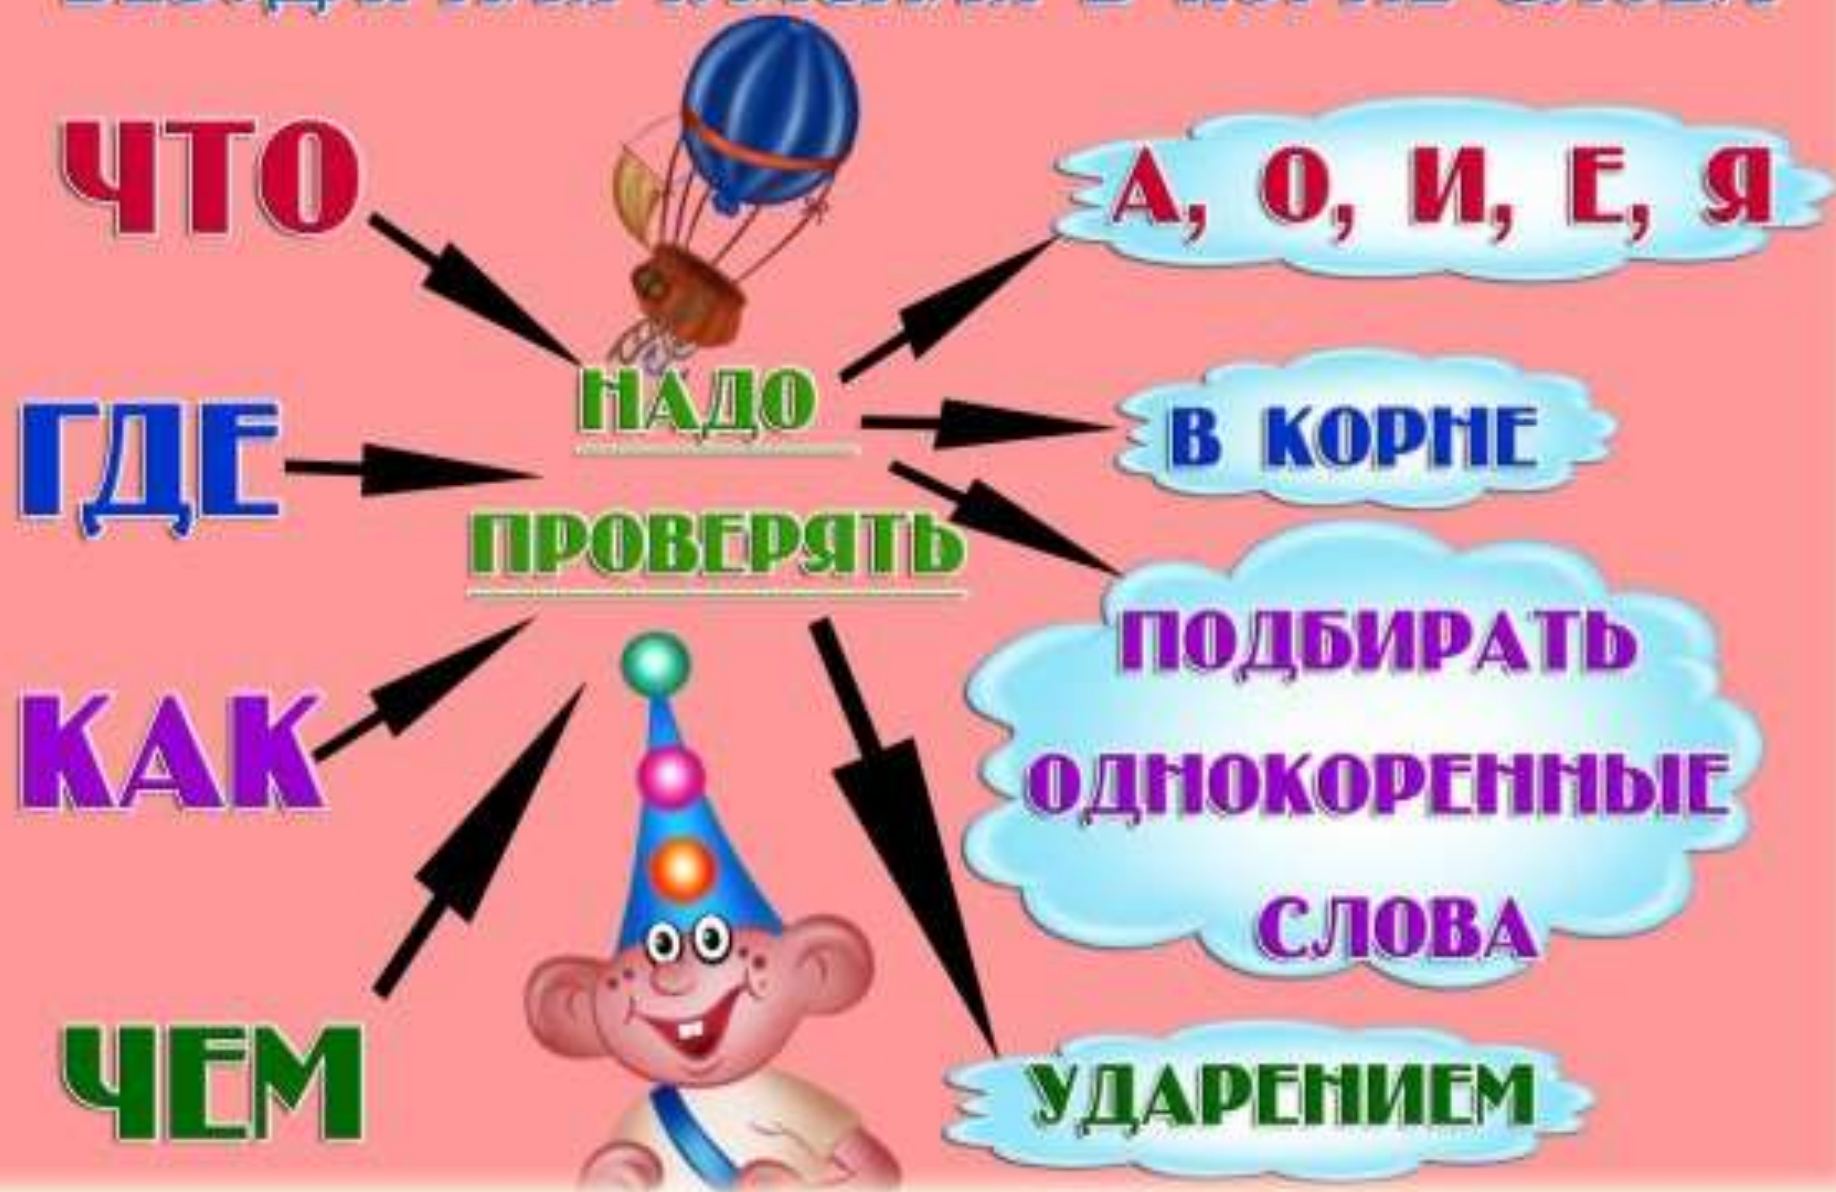 ЧТО
А, О, И, Е, Я
НАДО
ГДЕ
В КОРНЕ
ПРОВЕРЯТЬ
КАК
ПОДБИРАТЬ
ОДНОКОРЕННЫЕ
СЛОВА
ЧЕМ
УДАРЕНИЕМ